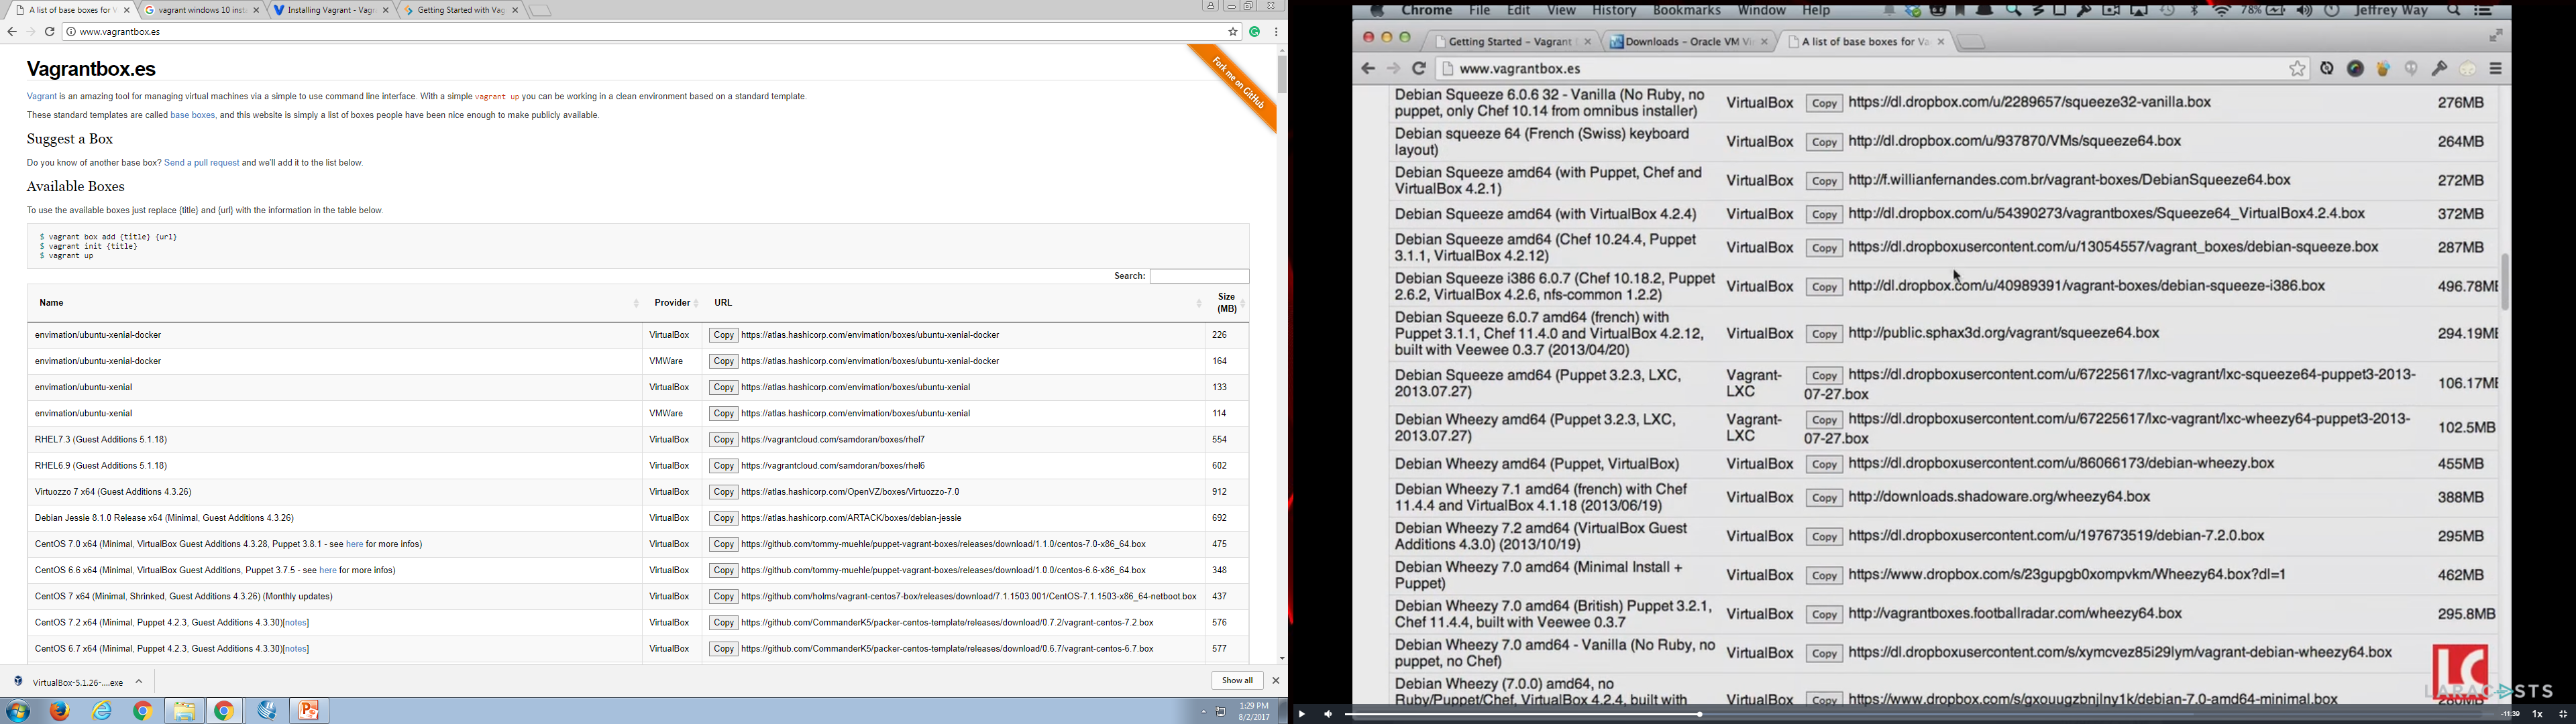 A list of base boxes for V
vagrant windows 10 inst
Installing Vagrant - Vagr
Getting Started with Vag
www.vagrantbox.es
Fork me on GitHub
Vagrantbox.es
Vagrant is an amazing tool for managing virtual machines via a simple to use command line interface. With a simple vagrant up you can be working in a clean environment based on a standard template.
These standard templates are called base boxes, and this website is simply a list of boxes people have been nice enough to make publicly available.
Suggest a Box
Do you know of another base box? Send a pull request and we'll add it to the list below.
Available Boxes
To use the available boxes just replace {title} and {url} with the information in the table below.
$ vagrant box add {title} {url}
$ vagrant init {title}
$ vagrant up
Search:
Name Provider URL Size (MB)
envimation/ubuntu-xenial-docker VirtualBox Copy https://atlas.hashicorp.com/envimation/boxes/ubuntu-xenial-docker 226
envimation/ubuntu-xenial-docker VMWare Copy https://atlas.hashicorp.com/envimation/boxes/ubuntu-xenial-docker 164
envimation/ubuntu-xenial VirtualBox Copy https://atlas.hashicorp.com/envimation/boxes/ubuntu-xenial 133
envimation/ubuntu-xenial VMWare Copy https://atlas.hashicorp.com/envimation/boxes/ubuntu-xenial 114
RHEL7.3 (Guest Additions 5.1.18) VirtualBox Copy https://vagrantcloud.com/samdoran/boxes/rhel7 554
RHEL6.9 (Guest Additions 5.1.18) VirtualBox Copy https://vagrantcloud.com/samdoran/boxes/rhel6 602
Virtuozzo 7 x64 (Guest Additions 4.3.26) VirtualBox Copy https://atlas.hashicorp.com/OpenVZ/boxes/Virtuozzo-7.0 912
Debian Jessie 8.1.0 Release x64 (Minimal, Guest Additions 4.3.26) VirtualBox Copy https://atlas.hashicorp.com/ARTACK/boxes/debian-jessie 692
CentOS 7.0 x64 (Minimal, VirtualBox Guest Additions 4.3.28, Puppet 3.8.1 - see here for more infos) VirtualBox Copy https://github.com/tommy-muehle/puppet-vagrant-boxes/releases/download/1.1.0/centos-7.0-x86_64.box 475
CentOS 6.6 x64 (Minimal, VirtualBox Guest Additions, Puppet 3.7.5 - see here for more infos) VirtualBox Copy https://github.com/tommy-muehle/puppet-vagrant-boxes/releases/download/1.0.0/centos-6.6-x86_64.box 348
CentOS 7 x64 (Minimal, Shrinked, Guest Additions 4.3.26) (Monthly updates) VirtualBox Copy https://github.com/holms/vagrant-centos7-box/releases/download/7.1.1503.001/CentOS-7.1.1503-x86_64-netboot.box 437
CentOS 7.2 x64 (Minimal, Puppet 4.2.3, Guest Additions 4.3.30)[notes] VirtualBox Copy https://github.com/CommanderK5/packer-centos-template/releases/download/0.7.2/vagrant-centos-7.2.box 576
CentOS 6.7 x64 (Minimal, Puppet 4.2.3, Guest Additions 4.3.30)[notes] VirtualBox Copy https://github.com/CommanderK5/packer-centos-template/releases/download/0.6.7/vagrant-centos-6.7.box 577
VirtualBox-5.1.26-....exe
Show all
1:29 PM
8/2/2017
Chrome File Edit View History Bookmarks Window Help 78% Jeffrey Way
Getting Started - Vagrant
Downloads - Oracle VM Vi
A list of base boxes for Va
www.vagrantbox.es
Debian Squeeze 6.0.6 32 - Vanilla (No Ruby, no
puppet, only Chef 10.14 from omnibus installer) VirtualBox Copy https://dl.dropbox.com/u/2289657/squeeze32-vanilla.box 276MB
Debian squeeze 64 (French (Swiss) keyboard
layout) VirtualBox Copy http://dl.dropbox.com/u/937870/VMs/squeeze64.box 264MB
Debian Squeeze amd64 (with Puppet, Chef and
VirtualBox 4.2.1) VirtualBox Copy http://f.willianfernandes.com.br/vagrant-boxes/DebianSqueeze64.box 272MB
Debian Squeeze amd64 (with VirtualBox 4.2.4) VirtualBox Copy http://dl.dropbox.com/u/54390273/vagrantboxes/Squeeze64_VirtualBox4.2.4.box 372MB
Debian Squeeze amd64 (Chef 10.24.4, Puppet
3.1.1, VirtualBox 4.2.12) VirtualBox Copy https://dl.dropboxusercontent.com/u/13054557/vagrant_boxes/debian-squeeze.box 287MB
Debian Squeeze i386 6.0.7 (Chef 10.18.2, Puppet
2.6.2, VirtualBox 4.2.6, nfs-common 1.2.2) VirtualBox Copy http://dl.dropbox.com/u/40989391/vagrant-boxes/debian-squeeze-i386.box 496.78MB
Debian Squeeze 6.0.7 amd64 (french) with
Puppet 3.1.1, Chef 11.4.0 and VirtualBox 4.2.12,
built with Veewee 0.3.7 (2013/04/20) VirtualBox Copy http://public.sphax3d.org/vagrant/squeeze64.box 294.19MB
Debian Squeeze amd64 (Puppet 3.2.3, LXC,
2013.07.27) Vagrant-LXC Copy https://dl.dropboxusercontent.com/u/67225617/lxc-vagrant/lxc-squeeze64-puppet3-2013-07-27.box 106.17MB
Debian Wheezy amd64 (Puppet 3.2.3, LXC,
2013.07.27) Vagrant-LXC Copy https://dl.dropboxusercontent.com/u/67225617/lxc-vagrant/lxc-wheezy64-puppet3-2013-07-27.box 102.5MB
Debian Wheezy amd64 (Puppet, VirtualBox) VirtualBox Copy https://dl.dropboxusercontent.com/u/86066173/debian-wheezy.box 455MB
Debian Wheezy 7.1 amd64 (french) with Chef
11.4.4 and VirtualBox 4.1.18 (2013/06/19) VirtualBox Copy http://downloads.shadoware.org/wheezy64.box 388MB
Debian Wheezy 7.2 amd64 (VirtualBox Guest
Additions 4.3.0) (2013/10/19) VirtualBox Copy https://dl.dropboxusercontent.com/u/197673519/debian-7.2.0.box 295MB
Debian Wheezy 7.0 amd64 (Minimal Install +
Puppet) VirtualBox Copy https://www.dropbox.com/s/23gupgb0xompvkm/Wheezy64.box?dl=1 462MB
Debian Wheezy 7.0 amd64 (British) Puppet 3.2.1,
Chef 11.4.4, built with Veewee 0.3.7 VirtualBox Copy http://vagrantboxes.footballradar.com/wheezy64.box 295.8MB
Debian Wheezy 7.0 amd64 - Vanilla (No Ruby, no
puppet, no Chef) VirtualBox Copy https://dl.dropboxusercontent.com/s/xymcvez85i29lym/vagrant-debian-wheezy64.box
Debian Wheezy (7.0.0) amd64, no
Ruby/Puppet/Chef, VirtualBox 4.2.4, built with VirtualBox Copy https://www.dropbox.com/s/gxouugzbnjlny1k/debian-7.0-amd64-minimal.box 280MB
LC
LARACASTS
-11:39 1x